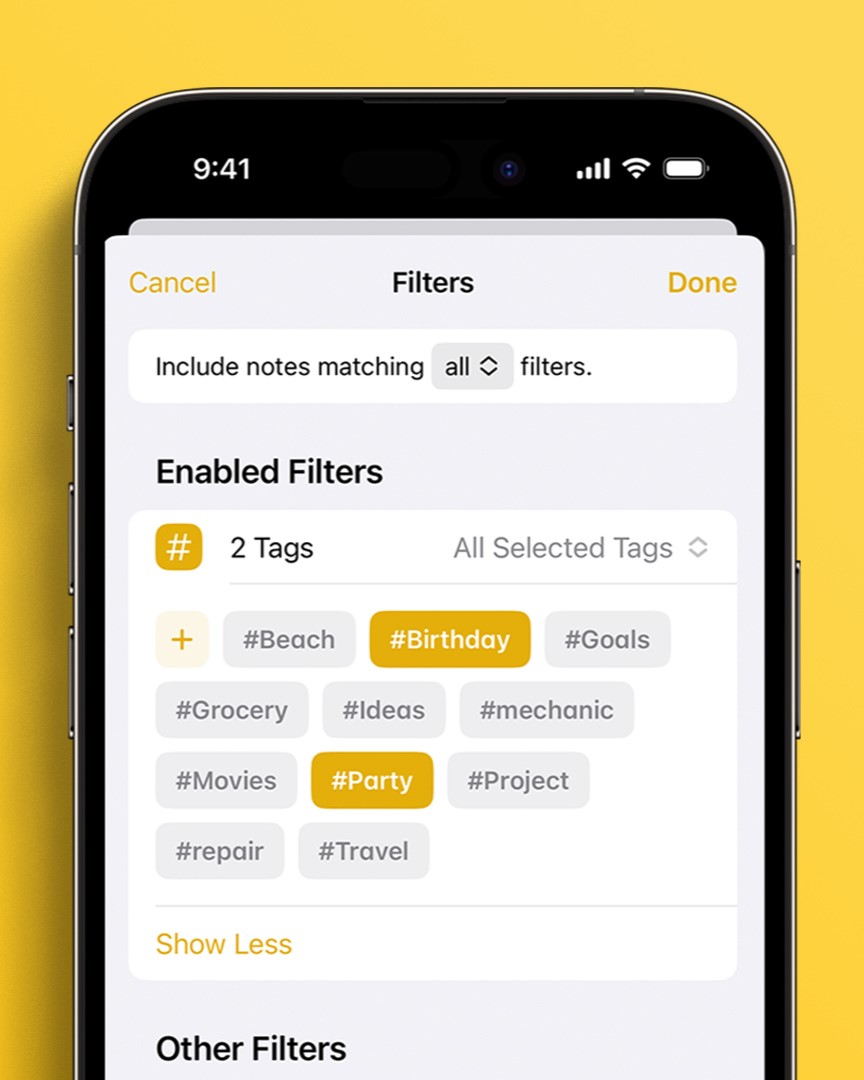 9:41
Cancel Filters Done
Include notes matching all filters.
Enabled Filters
# 2 Tags All Selected Tags
+ #Beach #Birthday #Goals
#Grocery #Ideas #mechanic
#Movies #Party #Project
#repair #Travel
Show Less
Other Filters